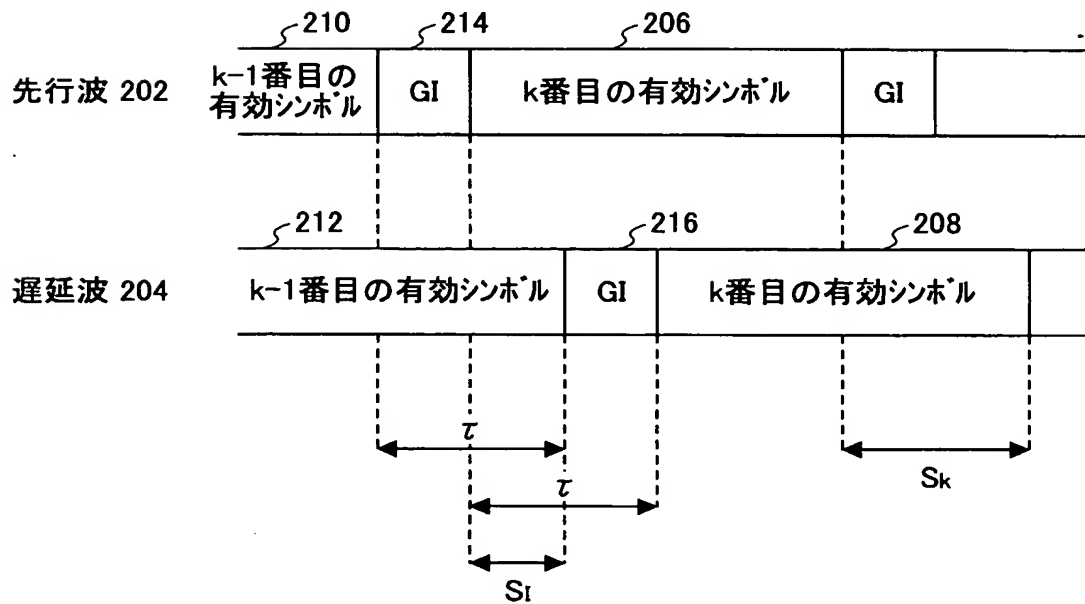 210
214
206
先行波 202
k-1番目の
有効シンボル
GI
k番目の有効シンボル
GI
212
216
208
遅延波 204
k-1番目の有効シンボル
GI
k番目の有効シンボル
τ
Sk
τ
SI